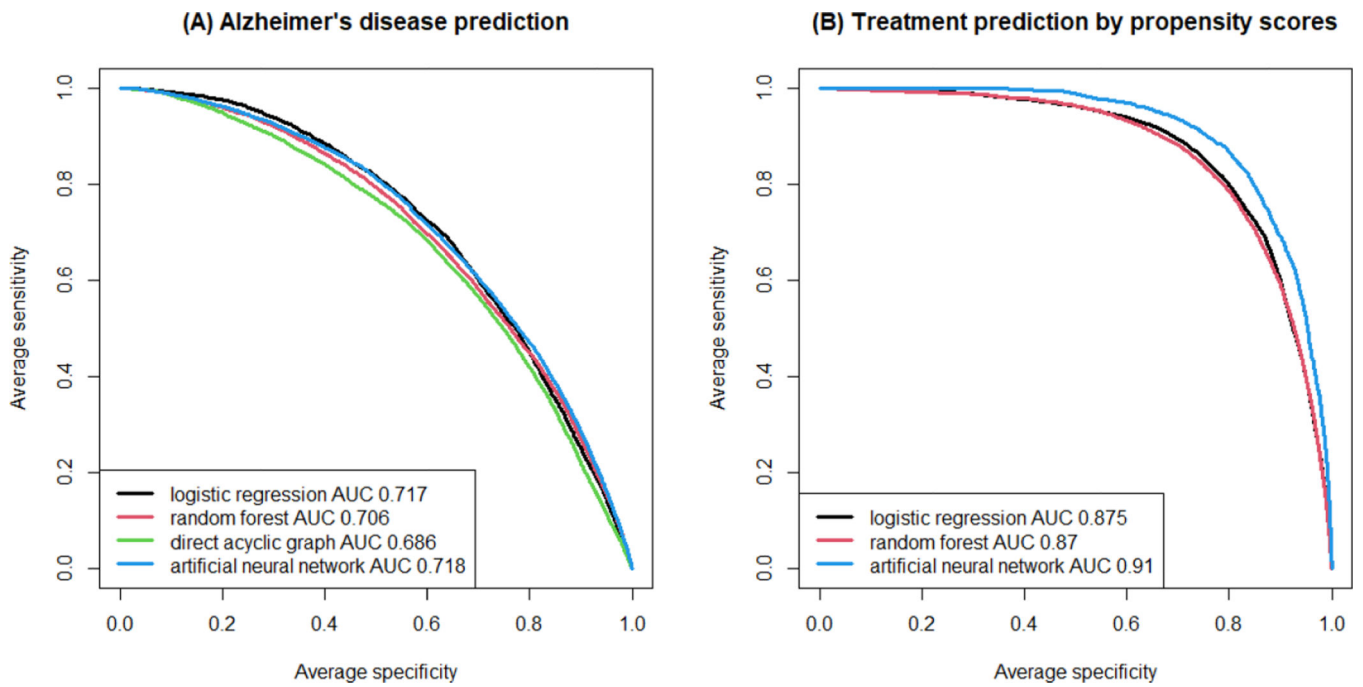 (A) Alzheimer's disease prediction
Average sensitivity
1.0
0.8
0.6
0.4
0.2
0.0
logistic regression AUC 0.717
random forest AUC 0.706
direct acyclic graph AUC 0.686
artificial neural network AUC 0.718
0.0 0.2 0.4 0.6 0.8 1.0
Average specificity
(B) Treatment prediction by propensity scores
Average sensitivity
1.0
0.8
0.6
0.4
0.2
0.0
logistic regression AUC 0.875
random forest AUC 0.87
artificial neural network AUC 0.91
0.0 0.2 0.4 0.6 0.8 1.0
Average specificity